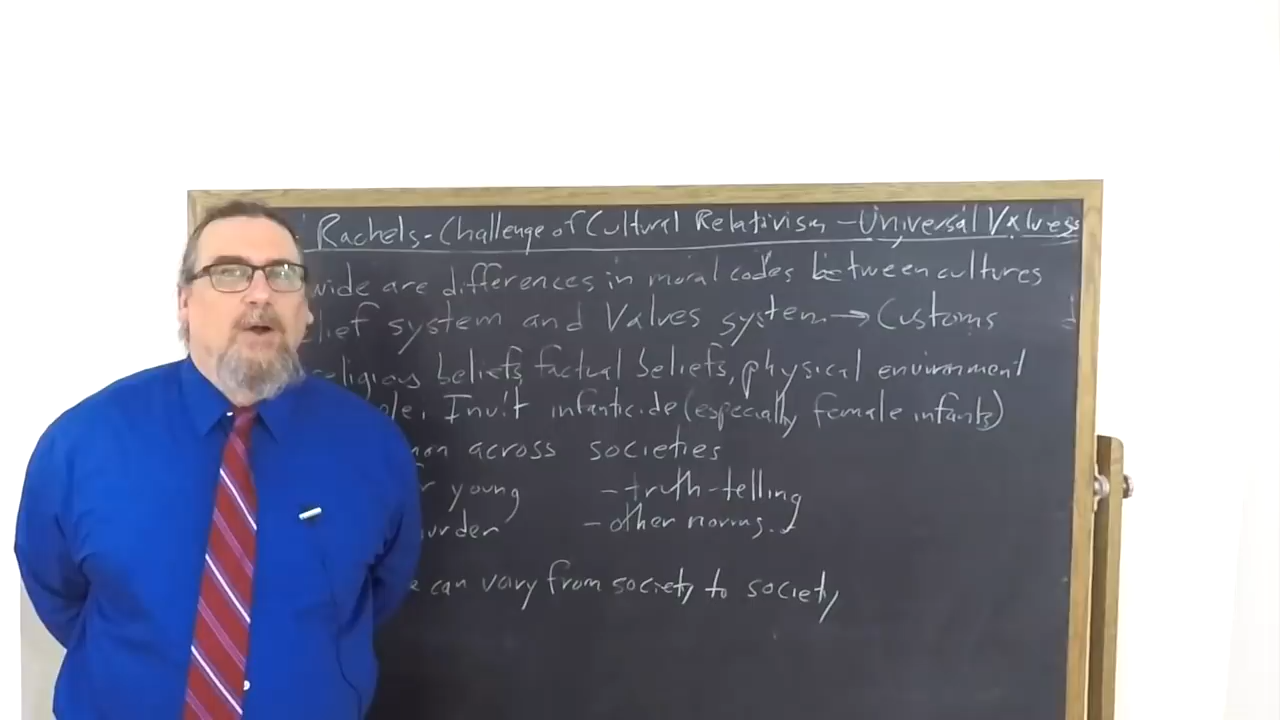 Rachels - Challenge of Cultural Relativism - Universal Values
wide are differences in moral codes between cultures
lief system and Values system → Customs
religious beliefs, factual beliefs, physical environment
ple, Inuit infanticide (especially female infants)
mon across societies
r young - truth-telling
urder - other norms..
e can vary from society to society